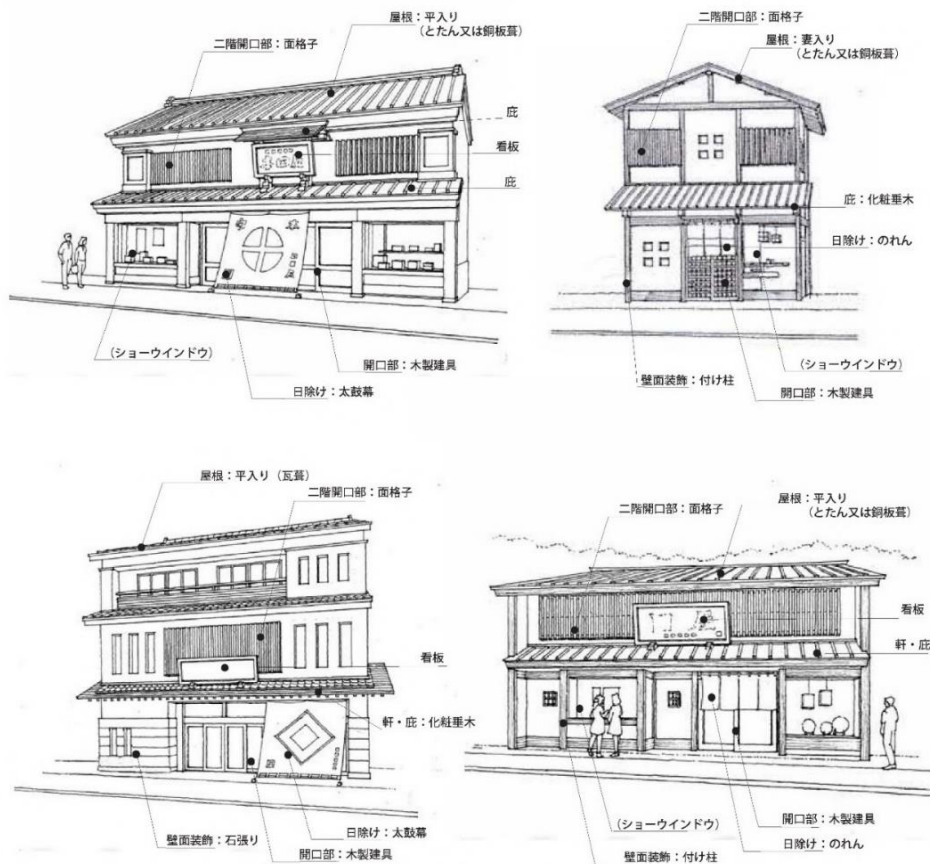 屋根：平入り
（とたん又は銅板葺）
二階開口部：面格子
庇
看板
庇
（ショーウインドウ）
開口部：木製建具
日除け：太鼓幕
二階開口部：面格子
屋根：妻入り
（とたん又は銅板葺）
庇：化粧垂木
日除け：のれん
（ショーウインドウ）
壁面装飾：付け柱
開口部：木製建具
屋根：平入り（瓦葺）
二階開口部：面格子
看板
軒・庇：化粧垂木
日除け：太鼓幕
壁面装飾：石張り
開口部：木製建具
屋根：平入り
（とたん又は銅板葺）
二階開口部：面格子
看板
軒・庇
（ショーウインドウ）
開口部：木製建具
日除け：のれん
壁面装飾：付け柱